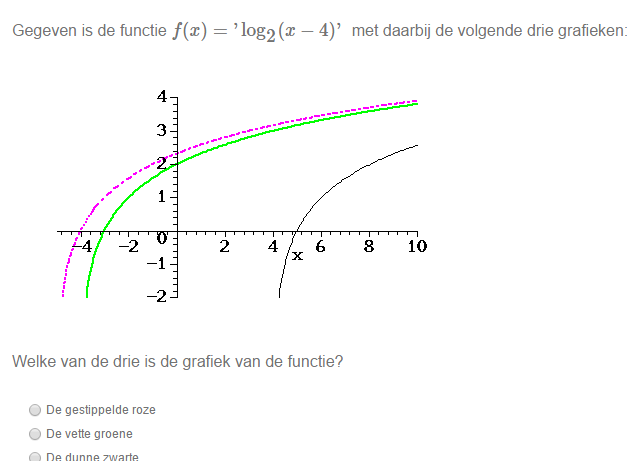 Gegeven is de functie f(x) = ’ log₂(x − 4)’ met daarbij de volgende drie grafieken:
4
3
2
1
-4 -2 0 2 4 x 6 8 10
-1
-2
Welke van de drie is de grafiek van de functie?
De gestippelde roze
De vette groene
De dunne zwarte